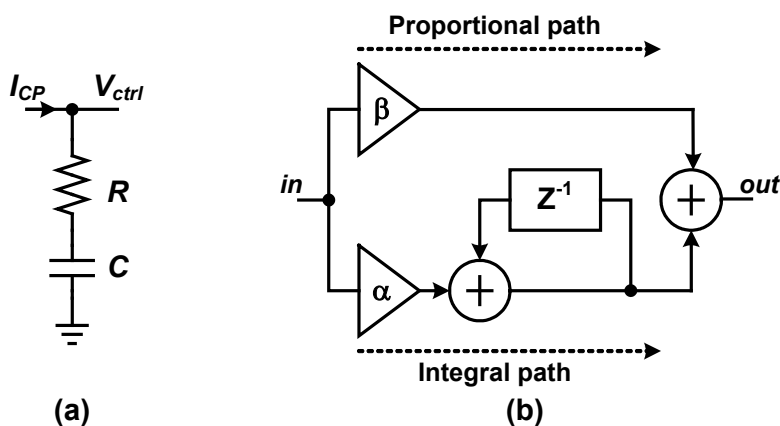 Proportional path
I_CP
V_ctrl
β
R
in
Z⁻¹
out
C
α
Integral path
(a)
(b)